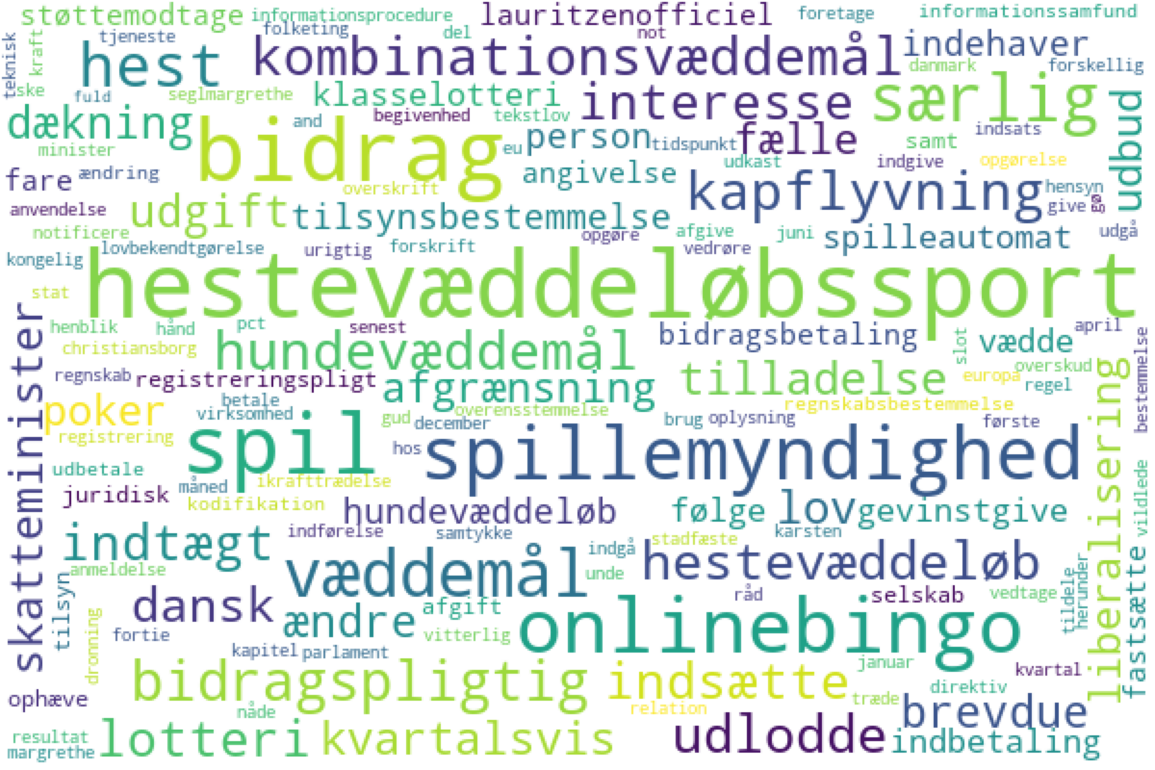 støttemodtage informationsprocedure lauritzenofficiel foretage informationssamfund
teknisk kraft tjeneste folketing del not
hest kombinationsvæddemål indehaver
danmark forskellig
ske fuld seglmargrethe klasselotteri interesse særlig udbud
dækning bidrag and begivenhed tekstlov person tidspunkt fælle samt indsats
minister eu udkast indgive opgørelse
fare ændring overskrift angivelse kapflyvning hensyn
give gø
anvendelse udgift tilsynsbestemmelse
notificere opgøre afgive juni spilleautomat udgå
kongelig lovbekendtgørelse urigtig forskrift vedrøre
stat hestevæddeløbssport
skatteminister henblik hånd pct senest bidragsbetaling slot vædde april
christiansborg hundevæddemål overskud bestemmelse
regnskab registreringspligt afgrænsning tilladelse europa regel liberalisering
poker betale virksomhed gud overensstemmelse regnskabsbestemmelse
registrering december brug oplysning første
udbetale spil hos spillemyndighed
juridisk måned ikrafttrædelse
kodifikation hundevæddeløb følge lov gevinstgive vildlede
indtægt indførelse samtykke stadfæste karsten
anmeldelse væddemål indgå hestevæddeløb fastsætte
tilsyn unde tildele herunder
dansk ændre afgift råd selskab vedtage
dronning fortie vitterlig onlinebingo
kapitel parlament januar kvartal
ophæve bidragspligtig indsætte træde direktiv
nåde relation brevdue
resultat lotteri kvartalsvis udlodde indbetaling
margrethe